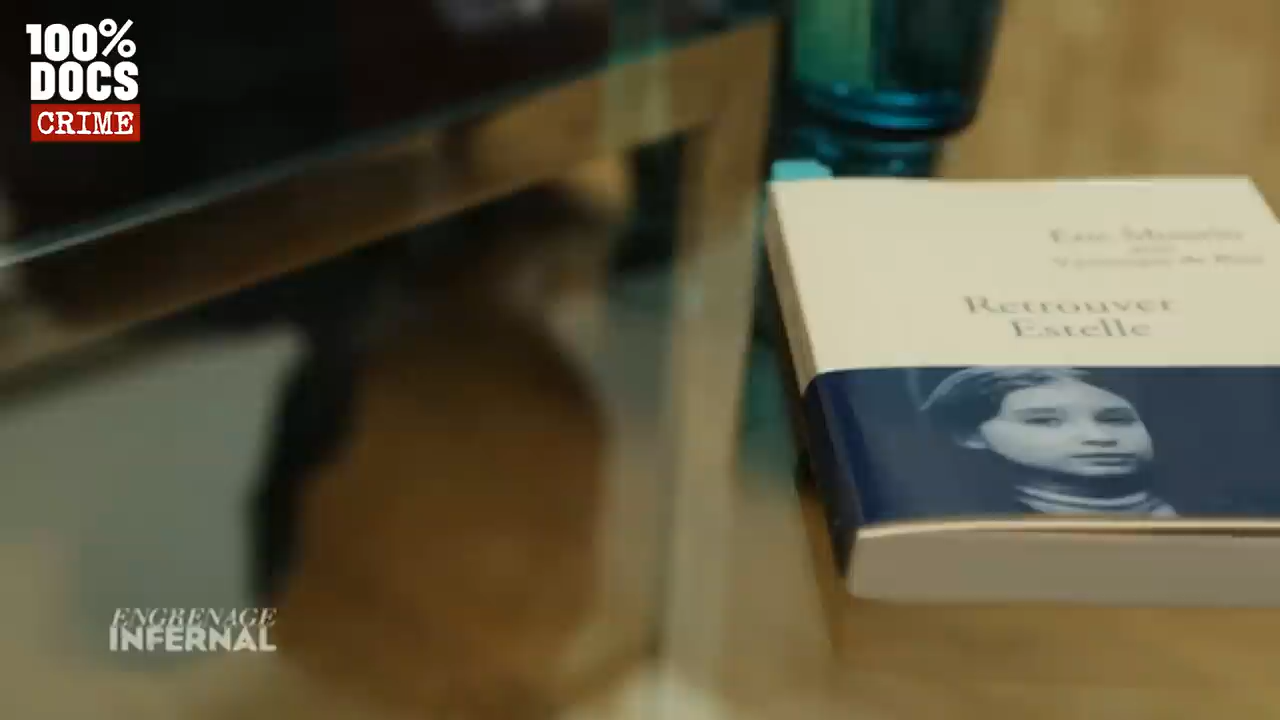 100%
DOCS
CRIME
Retrouver
Estelle
ENGRENAGE
INFERNAL